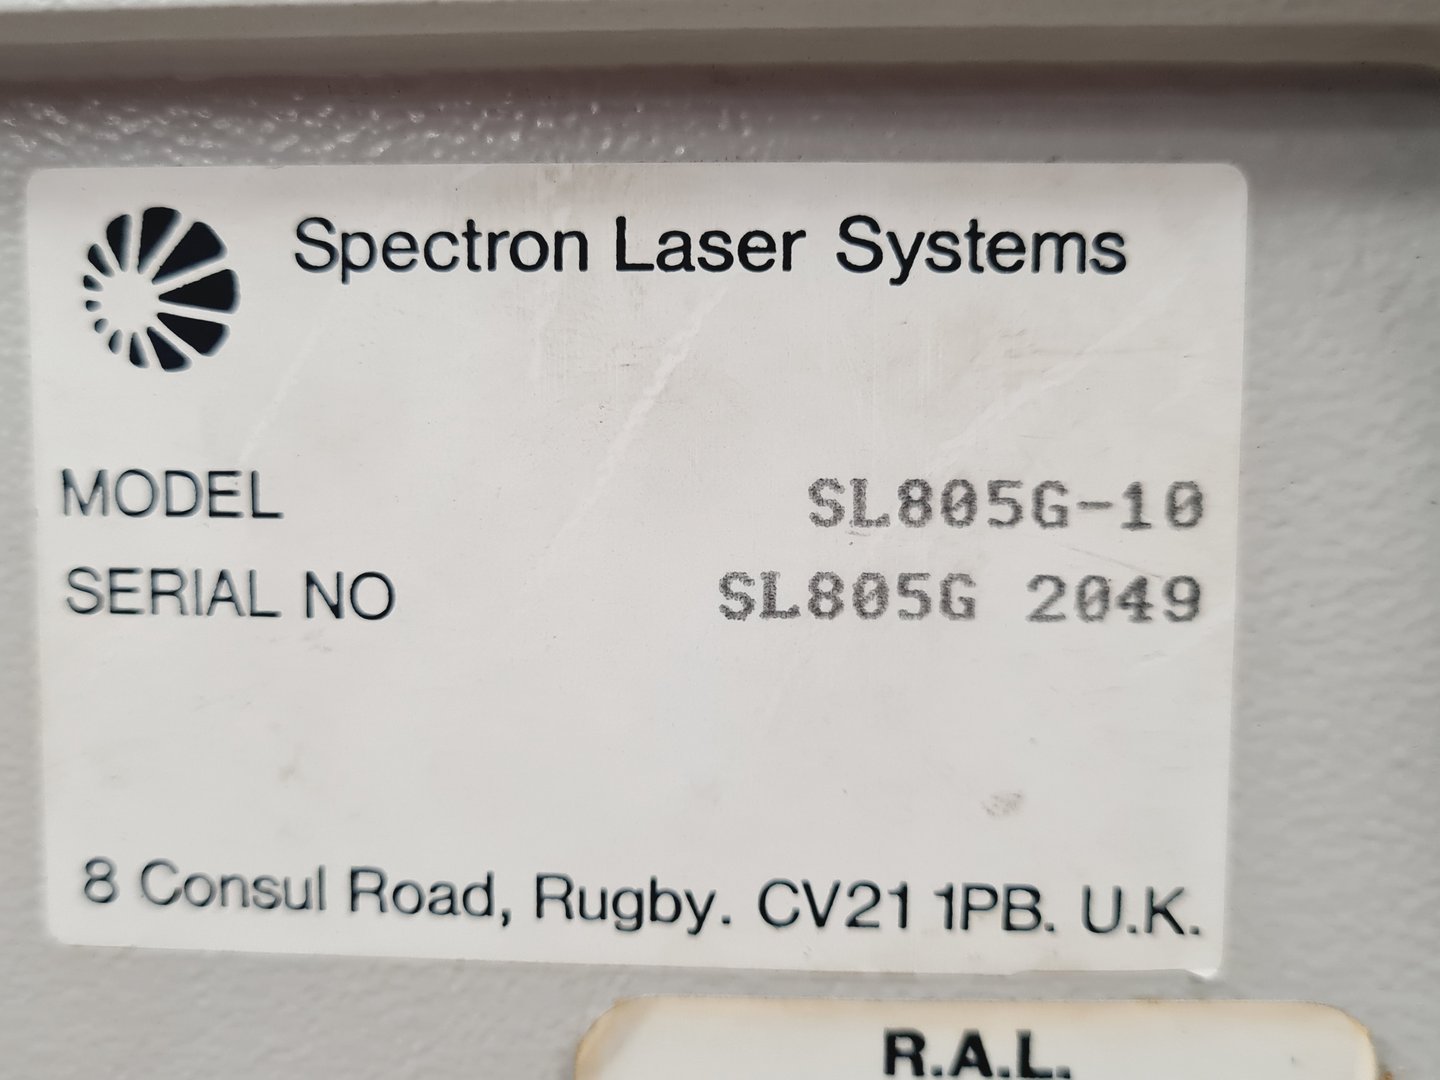 Spectron Laser Systems
MODEL SL805G-10
SERIAL NO SL805G 2049
8 Consul Road, Rugby. CV21 1PB. U.K.
R.A.L.